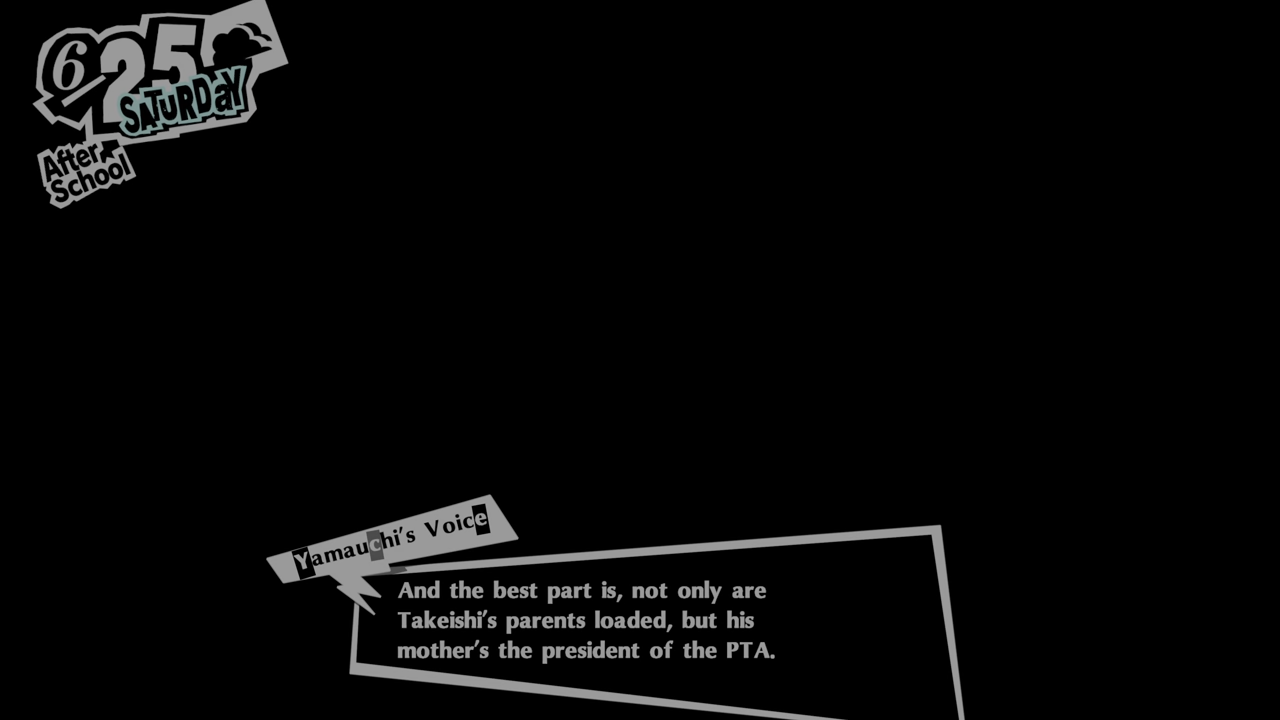 6/25
SATURDAY
After
School
Yamauchi's Voice
And the best part is, not only are
Takeishi's parents loaded, but his
mother's the president of the PTA.